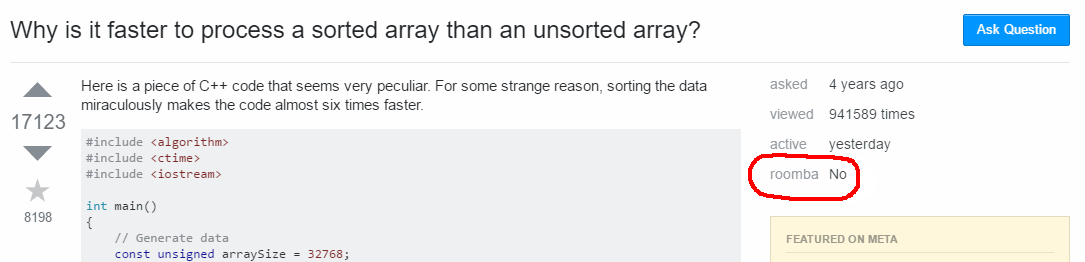 Why is it faster to process a sorted array than an unsorted array?
Ask Question
17123
8198
Here is a piece of C++ code that seems very peculiar. For some strange reason, sorting the data
miraculously makes the code almost six times faster.
#include <algorithm>
#include <ctime>
#include <iostream>
int main()
{
// Generate data
const unsigned arraySize = 32768;
asked 4 years ago
viewed 941589 times
active yesterday
roomba No
FEATURED ON META